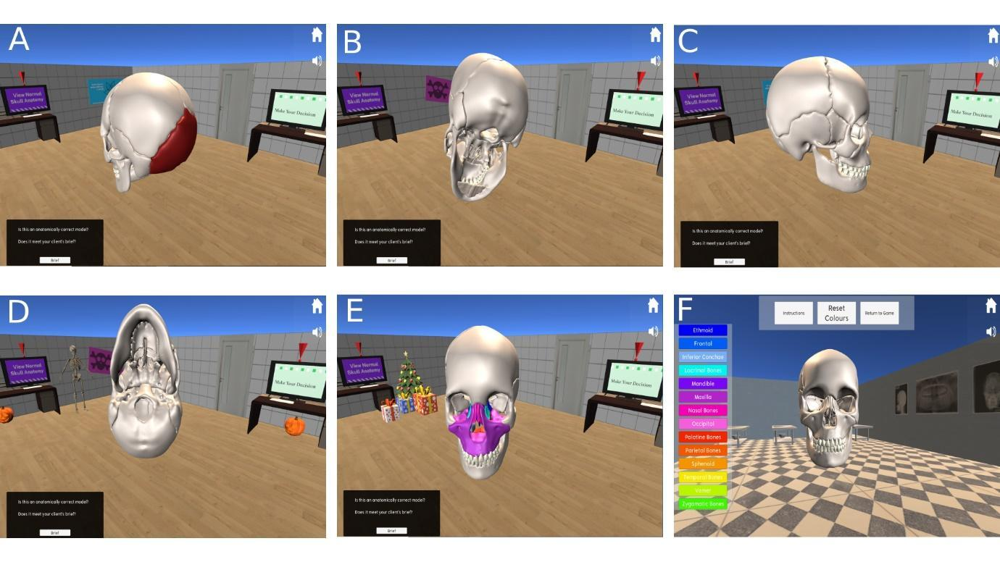 A
View Normal
Skull Anatomy
Make Your Decision
Is this an anatomically correct model?
Does it meet your client's brief?
Brief
B
View Normal
Skull Anatomy
Make Your Decision
Is this an anatomically correct model?
Does it meet your client's brief?
Brief
C
View Normal
Skull Anatomy
Make Your Decision
Is this an anatomically correct model?
Does it meet your client's brief?
Brief
D
View Normal
Skull Anatomy
Make Your Decision
Is this an anatomically correct model?
Does it meet your client's brief?
Brief
E
View Normal
Skull Anatomy
Make Your Decision
Is this an anatomically correct model?
Does it meet your client's brief?
Brief
F
Instructions
Reset
Colours
Return to Game
Ethmoid
Frontal
Inferior Conchae
Lacrimal Bones
Mandible
Maxilla
Nasal Bones
Occipital
Palatine Bones
Parietal Bones
Sphenoid
Temporal Bones
Vomer
Zygomatic Bones